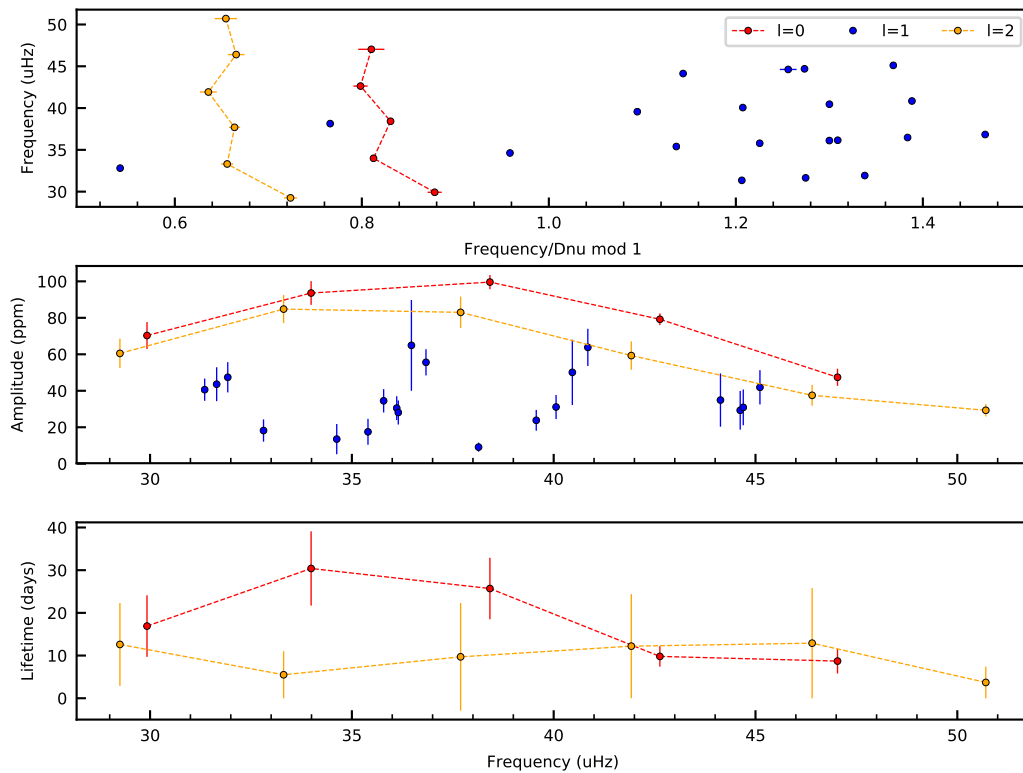 50
45
40
35
30
Frequency (uHz)
l=0 l=1 l=2
0.6 0.8 1.0 1.2 1.4
Frequency/Dnu mod 1
100
80
60
40
20
0
Amplitude (ppm)
30 35 40 45 50
40
30
20
10
0
Lifetime (days)
30 35 40 45 50
Frequency (uHz)